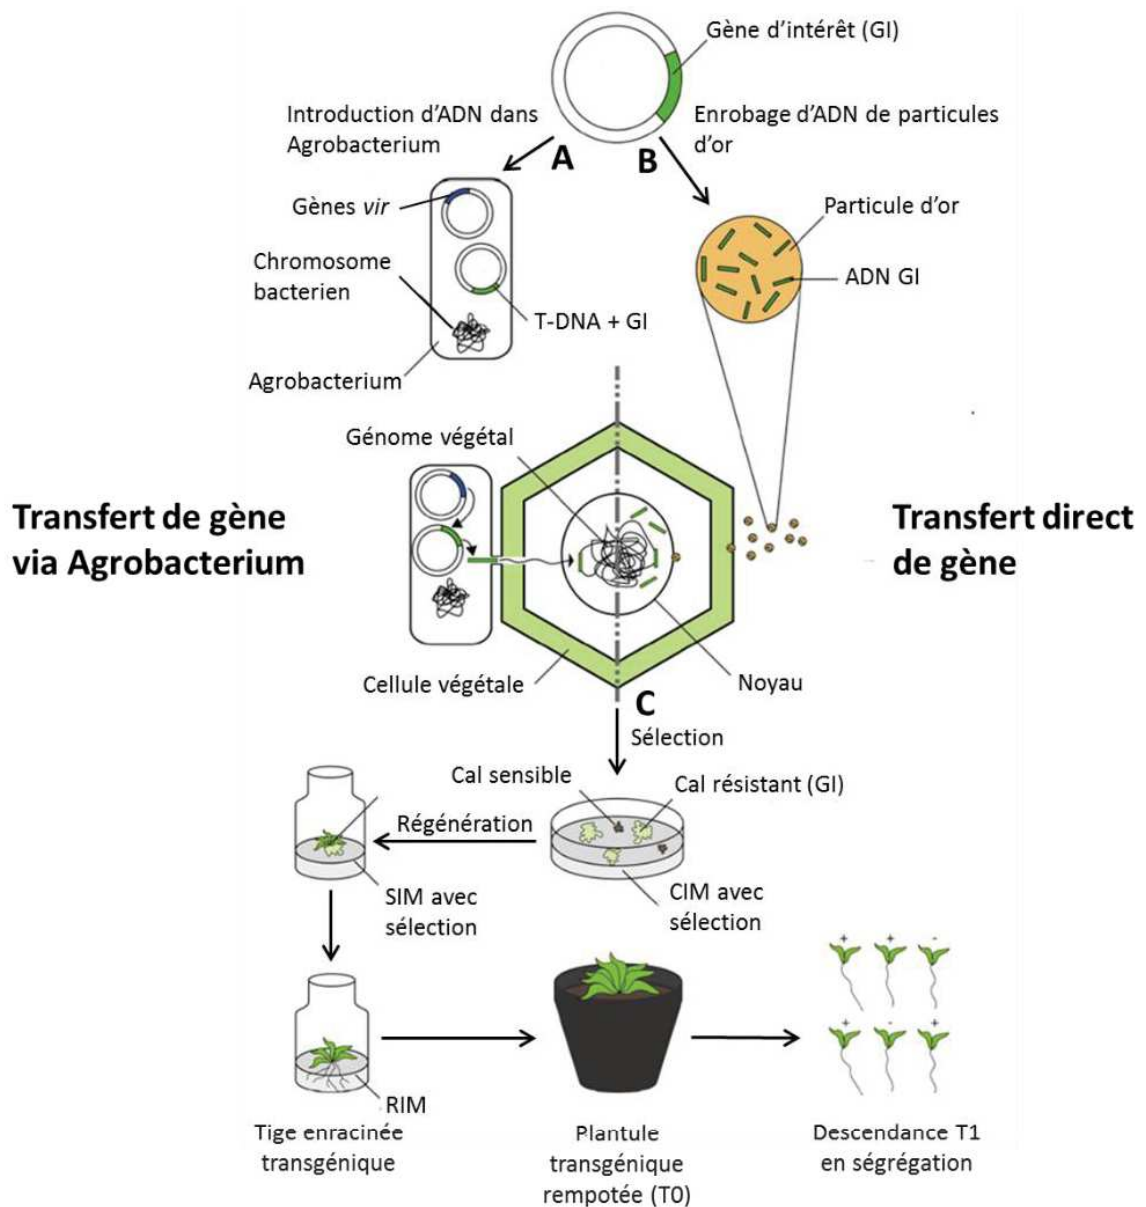 Gène d'intérêt (GI)
Introduction d'ADN dans
Agrobacterium
Enrobage d'ADN de particules
d'or
A
B
Gènes vir
Particule d'or
Chromosome
bacterien
ADN GI
T-DNA + GI
Agrobacterium
Génome végétal
Transfert de gène
via Agrobacterium
Transfert direct
de gène
Cellule végétale
Noyau
C
Sélection
Cal sensible
Cal résistant (GI)
Régénération
SIM avec
sélection
CIM avec
sélection
+ + -
+ - +
RIM
Tige enracinée
transgénique
Plantule
transgénique
rempotée (T0)
Descendance T1
en ségrégation